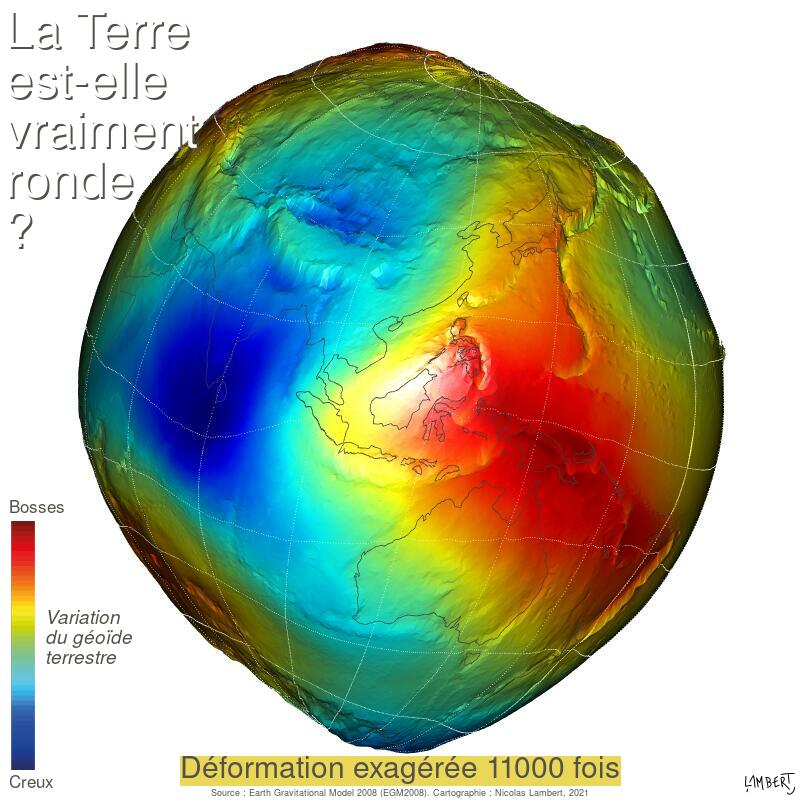 La Terre
est-elle
vraiment
ronde
?
Bosses
Variation
du géoïde
terrestre
Creux
Déformation exagérée 11000 fois
Source : Earth Gravitational Model 2008 (EGM2008). Cartographie : Nicolas Lambert, 2021
LAMBERT